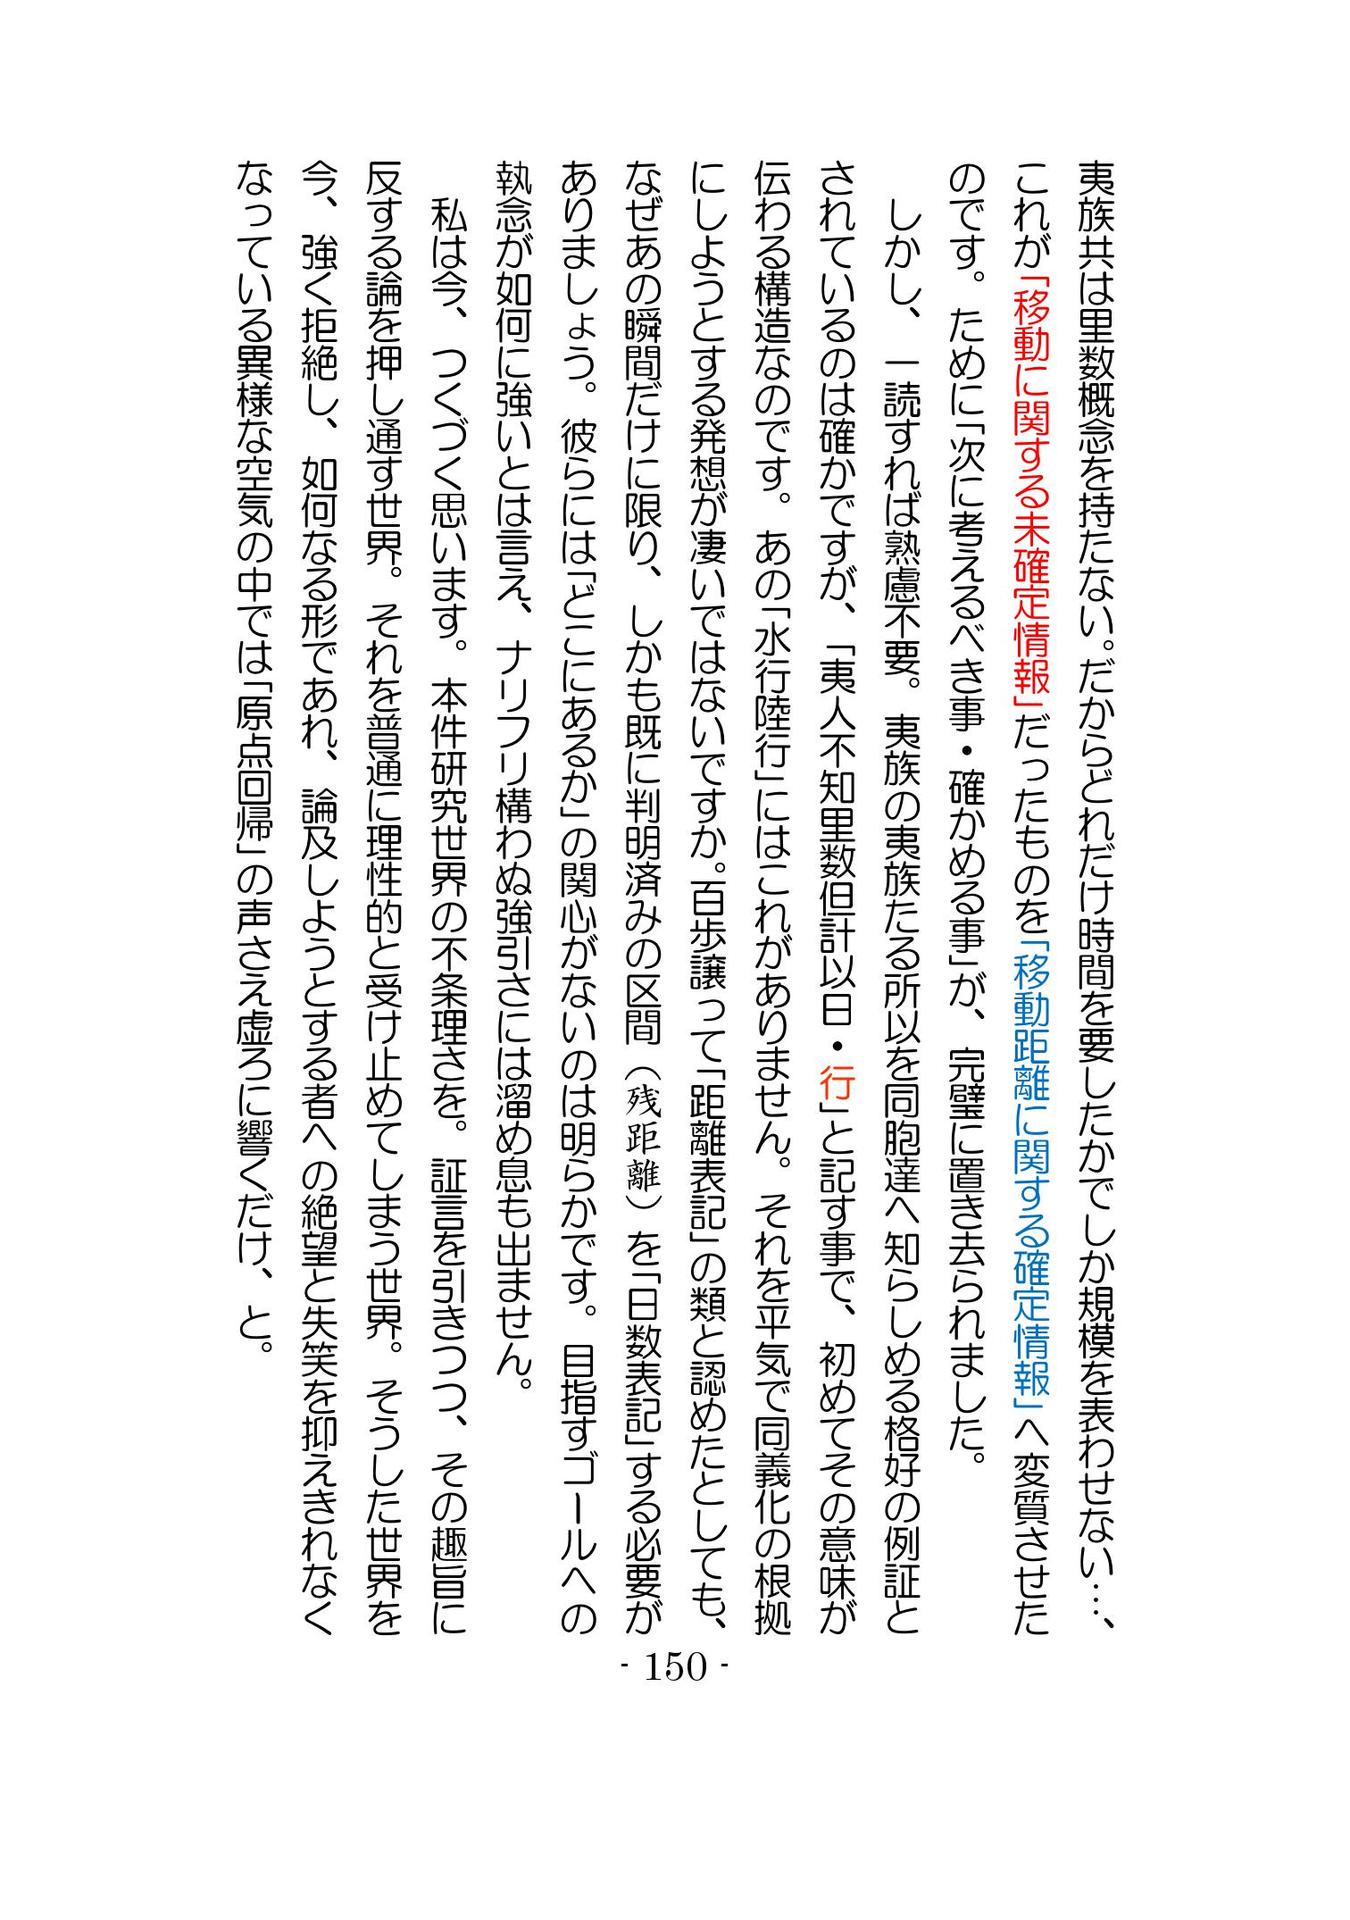 夷族共は里数概念を持たない。だからどれだけ時間を要したかでしか規模を表わせない…、
これが「移動に関する未確定情報」だったものを「移動距離に関する確定情報」へ変質させた
のです。ために「次に考えるべき事・確かめる事」が、完璧に置き去られました。
　しかし、一読すれば熟慮不要。夷族の夷族たる所以を同胞達へ知らしめる格好の例証と
されているのは確かですが、「夷人不知里数但計以日・行」と記す事で、初めてその意味が
伝わる構造なのです。あの「水行陸行」にはこれがありません。それを平気で同義化の根拠
にしようとする発想が凄いではないですか。百歩譲って「距離表記」の類と認めたとしても、
なぜあの瞬間だけに限り、しかも既に判明済みの区間（残距離）を「日数表記」する必要が
ありましょう。彼らには「どこにあるか」の関心がないのは明らかです。目指すゴールへの
執念が如何に強いとは言え、ナリフリ構わぬ強引さには溜め息も出ません。
　私は今、つくづく思います。本件研究世界の不条理さを。証言を引きつつ、その趣旨に
反する論を押し通す世界。それを普通に理性的と受け止めてしまう世界。そうした世界を
今、強く拒絶し、如何なる形であれ、論及しようとする者への絶望と失笑を抑えきれなく
なっている異様な空気の中では「原点回帰」の声さえ虚ろに響くだけ、と。
- 150 -